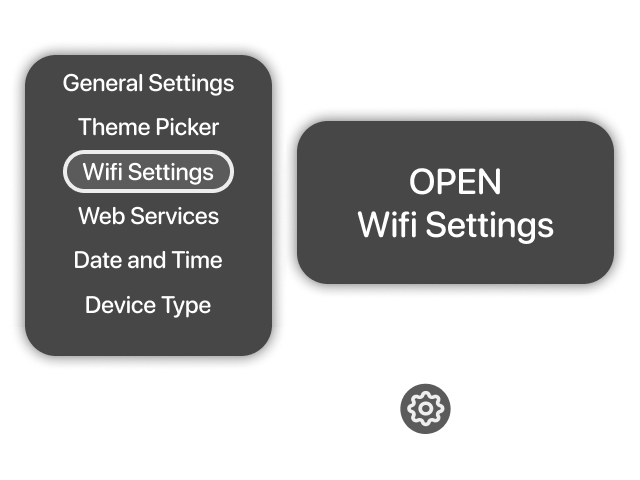 General Settings
Theme Picker
Wifi Settings
Web Services
Date and Time
Device Type
OPEN
Wifi Settings